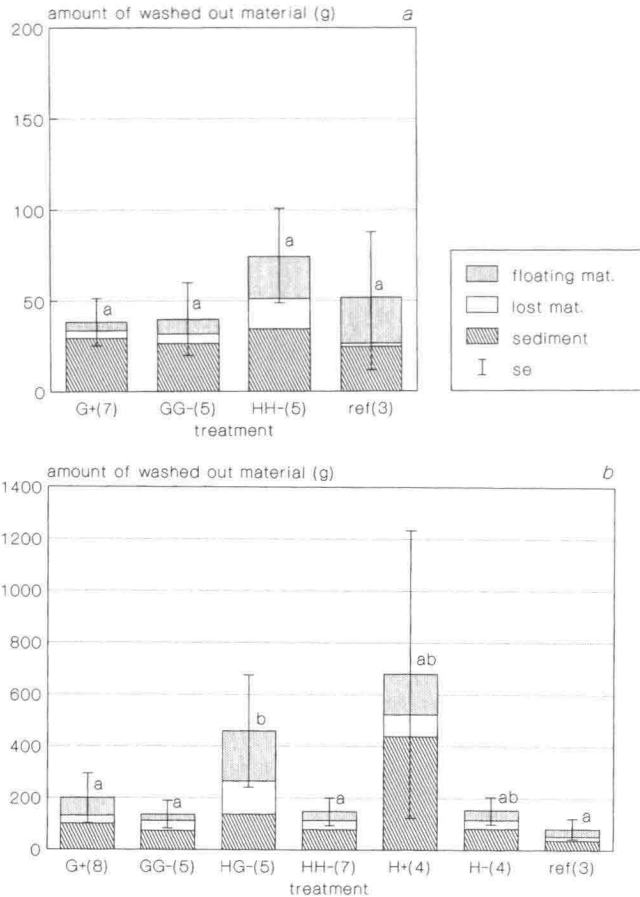 amount of washed out material (g) a
200
150
100
50
0
a
a
a
a
G+(7) GG-(5) HH-(5) ref(3)
treatment
floating mat.
lost mat.
sediment
se
amount of washed out material (g) b
1400
1200
1000
800
600
400
200
0
a
a
b
a
ab
ab
a
G+(8) GG-(5) HG-(5) HH-(7) H+(4) H-(4) ref(3)
treatment